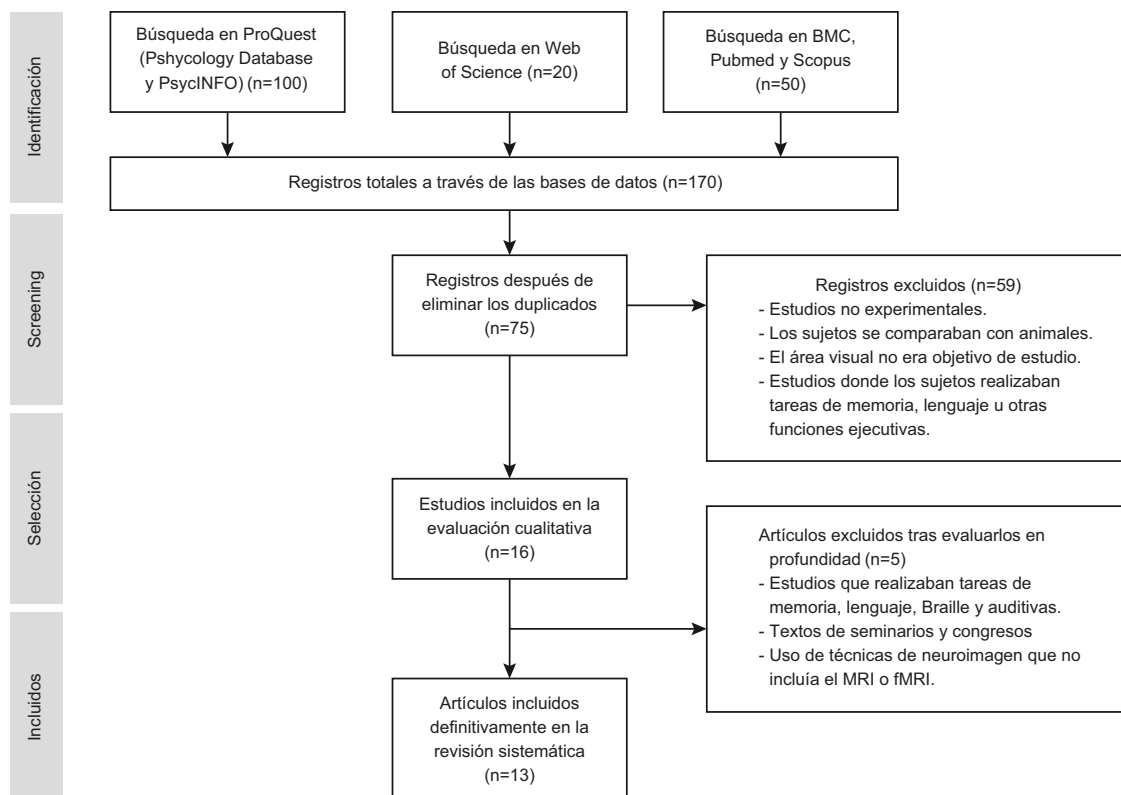 Identificación
Búsqueda en ProQuest
(Pshycology Database
y PsycINFO) (n=100)
Búsqueda en Web
of Science (n=20)
Búsqueda en BMC,
Pubmed y Scopus
(n=50)
Registros totales a través de las bases de datos (n=170)
Screening
Registros después de
eliminar los duplicados
(n=75)
Registros excluidos (n=59)
- Estudios no experimentales.
- Los sujetos se comparaban con animales.
- El área visual no era objetivo de estudio.
- Estudios donde los sujetos realizaban
tareas de memoria, lenguaje u otras
funciones ejecutivas.
Selección
Estudios incluidos en la
evaluación cualitativa
(n=16)
Artículos excluidos tras evaluarlos en
profundidad (n=5)
- Estudios que realizaban tareas de
memoria, lenguaje, Braille y auditivas.
- Textos de seminarios y congresos
- Uso de técnicas de neuroimagen que no
incluía el MRI o fMRI.
Incluidos
Artículos incluidos
definitivamente en la
revisión sistemática
(n=13)